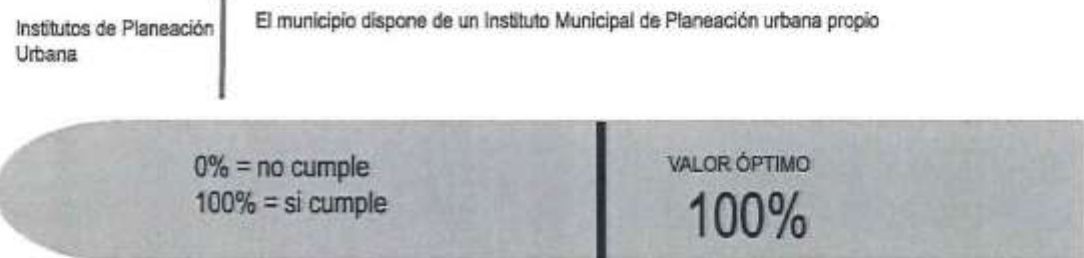 Institutos de Planeación
Urbana
El municipio dispone de un Instituto Municipal de Planeación urbana propio
0% = no cumple
100% = si cumple
VALOR ÓPTIMO
100%